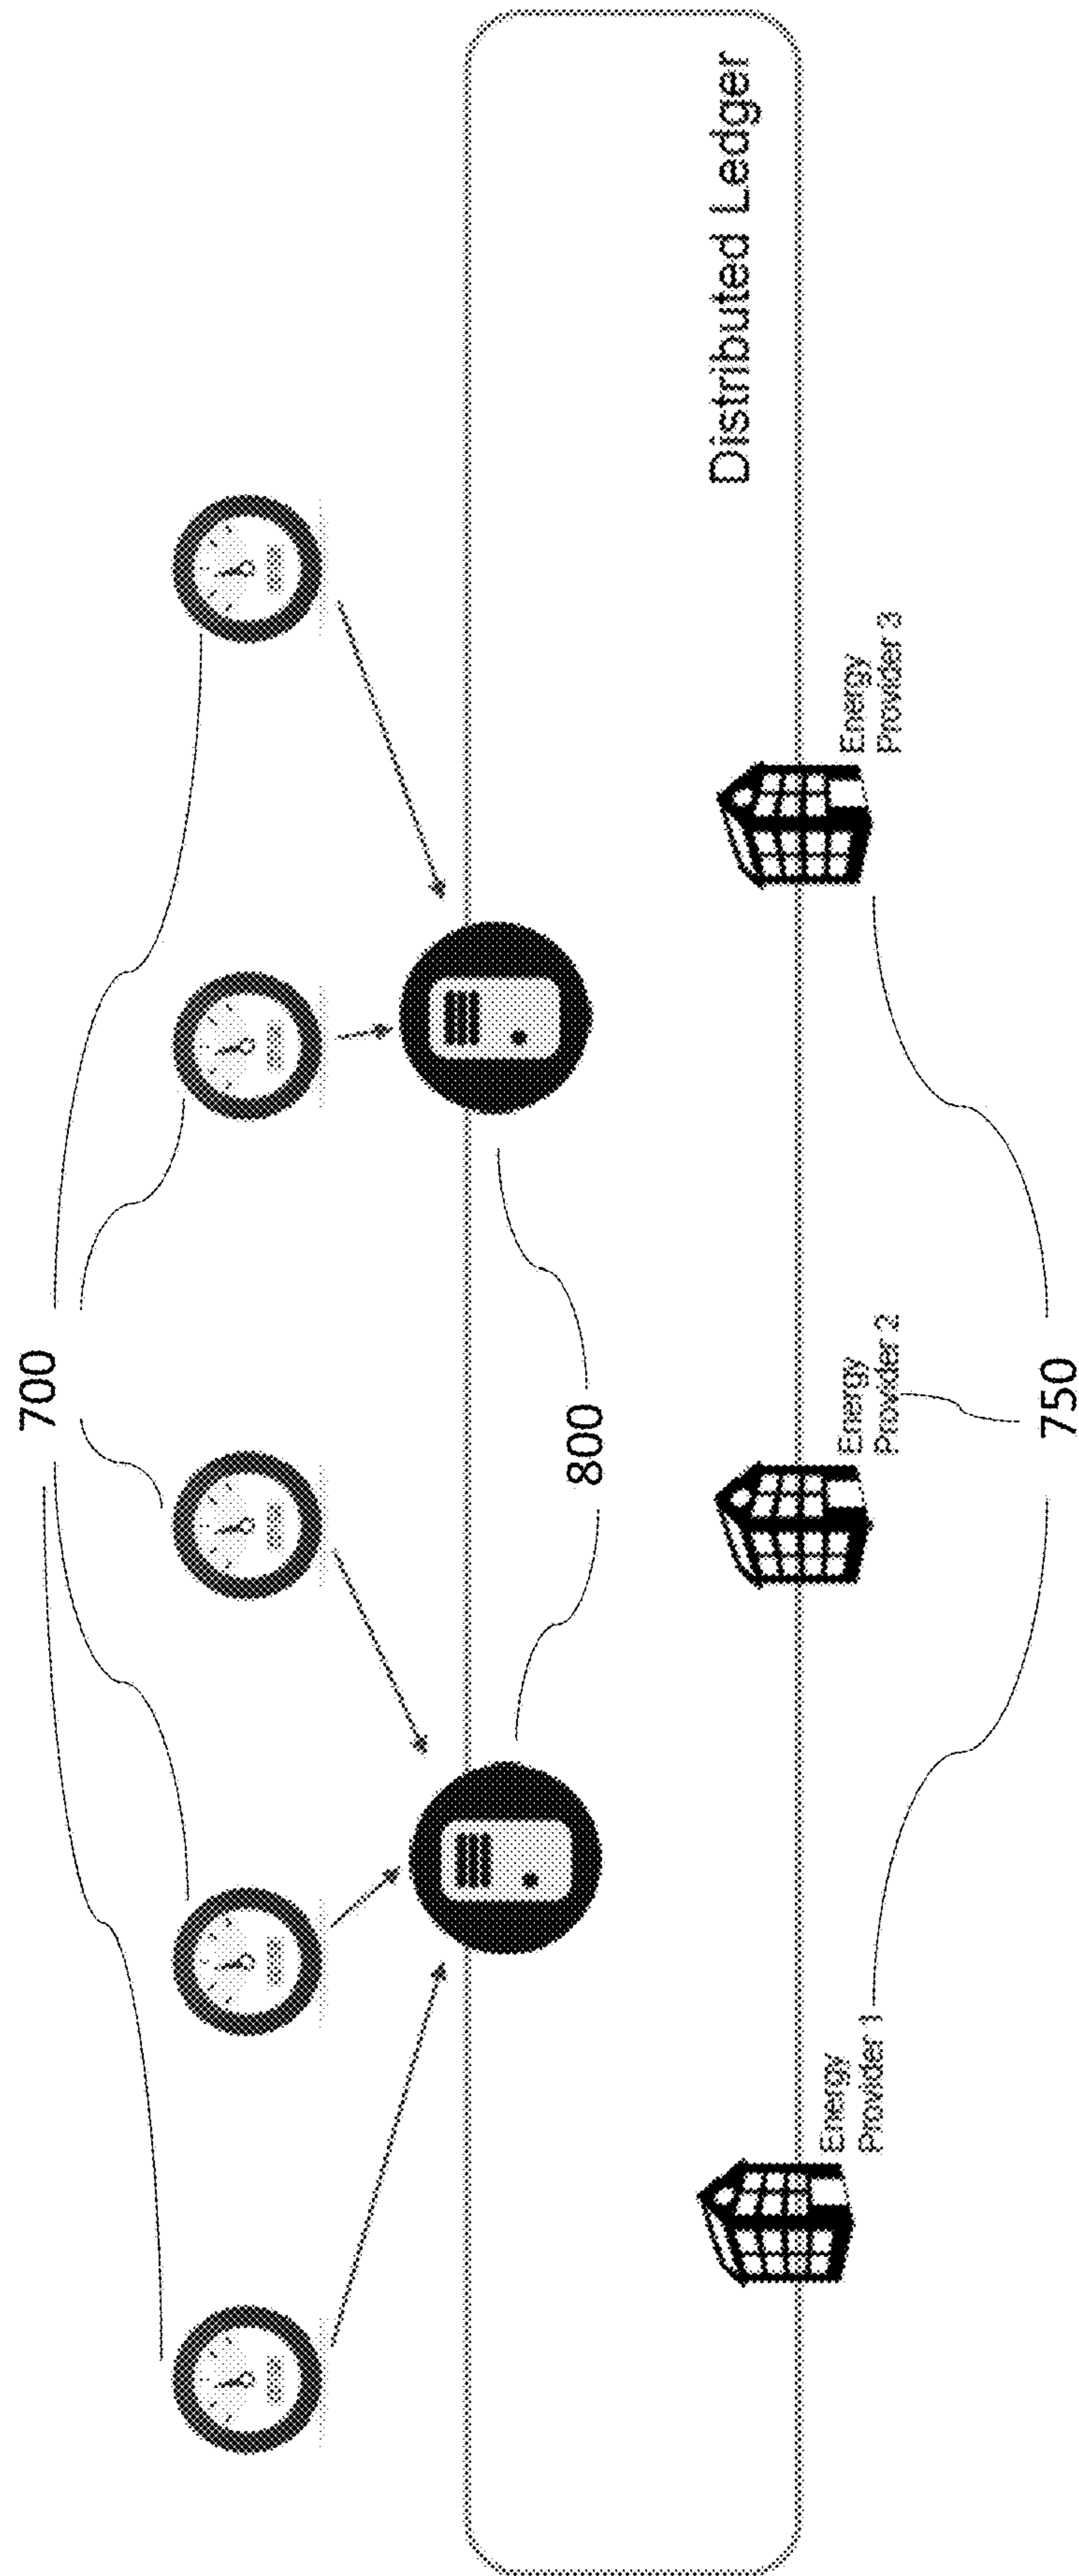 700
800
Distributed Ledger
Energy
Provider 1
Energy
Provider 2
Energy
Provider 3
750